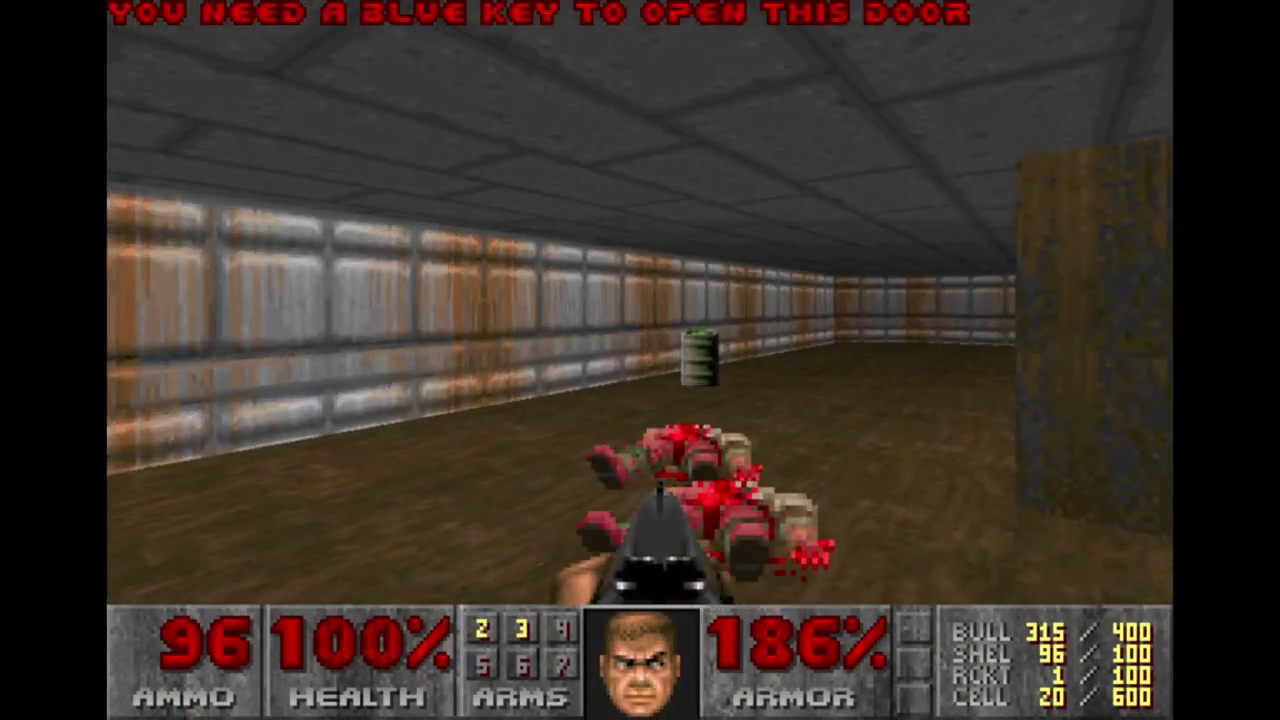 YOU NEED A BLUE KEY TO OPEN THIS DOOR
96 100% 2 3 4 186% BULL 315 / 400
SHEL 96 / 100
5 6 7 RCKT 1 / 100
AMMO HEALTH ARMS ARMOR CELL 20 / 600